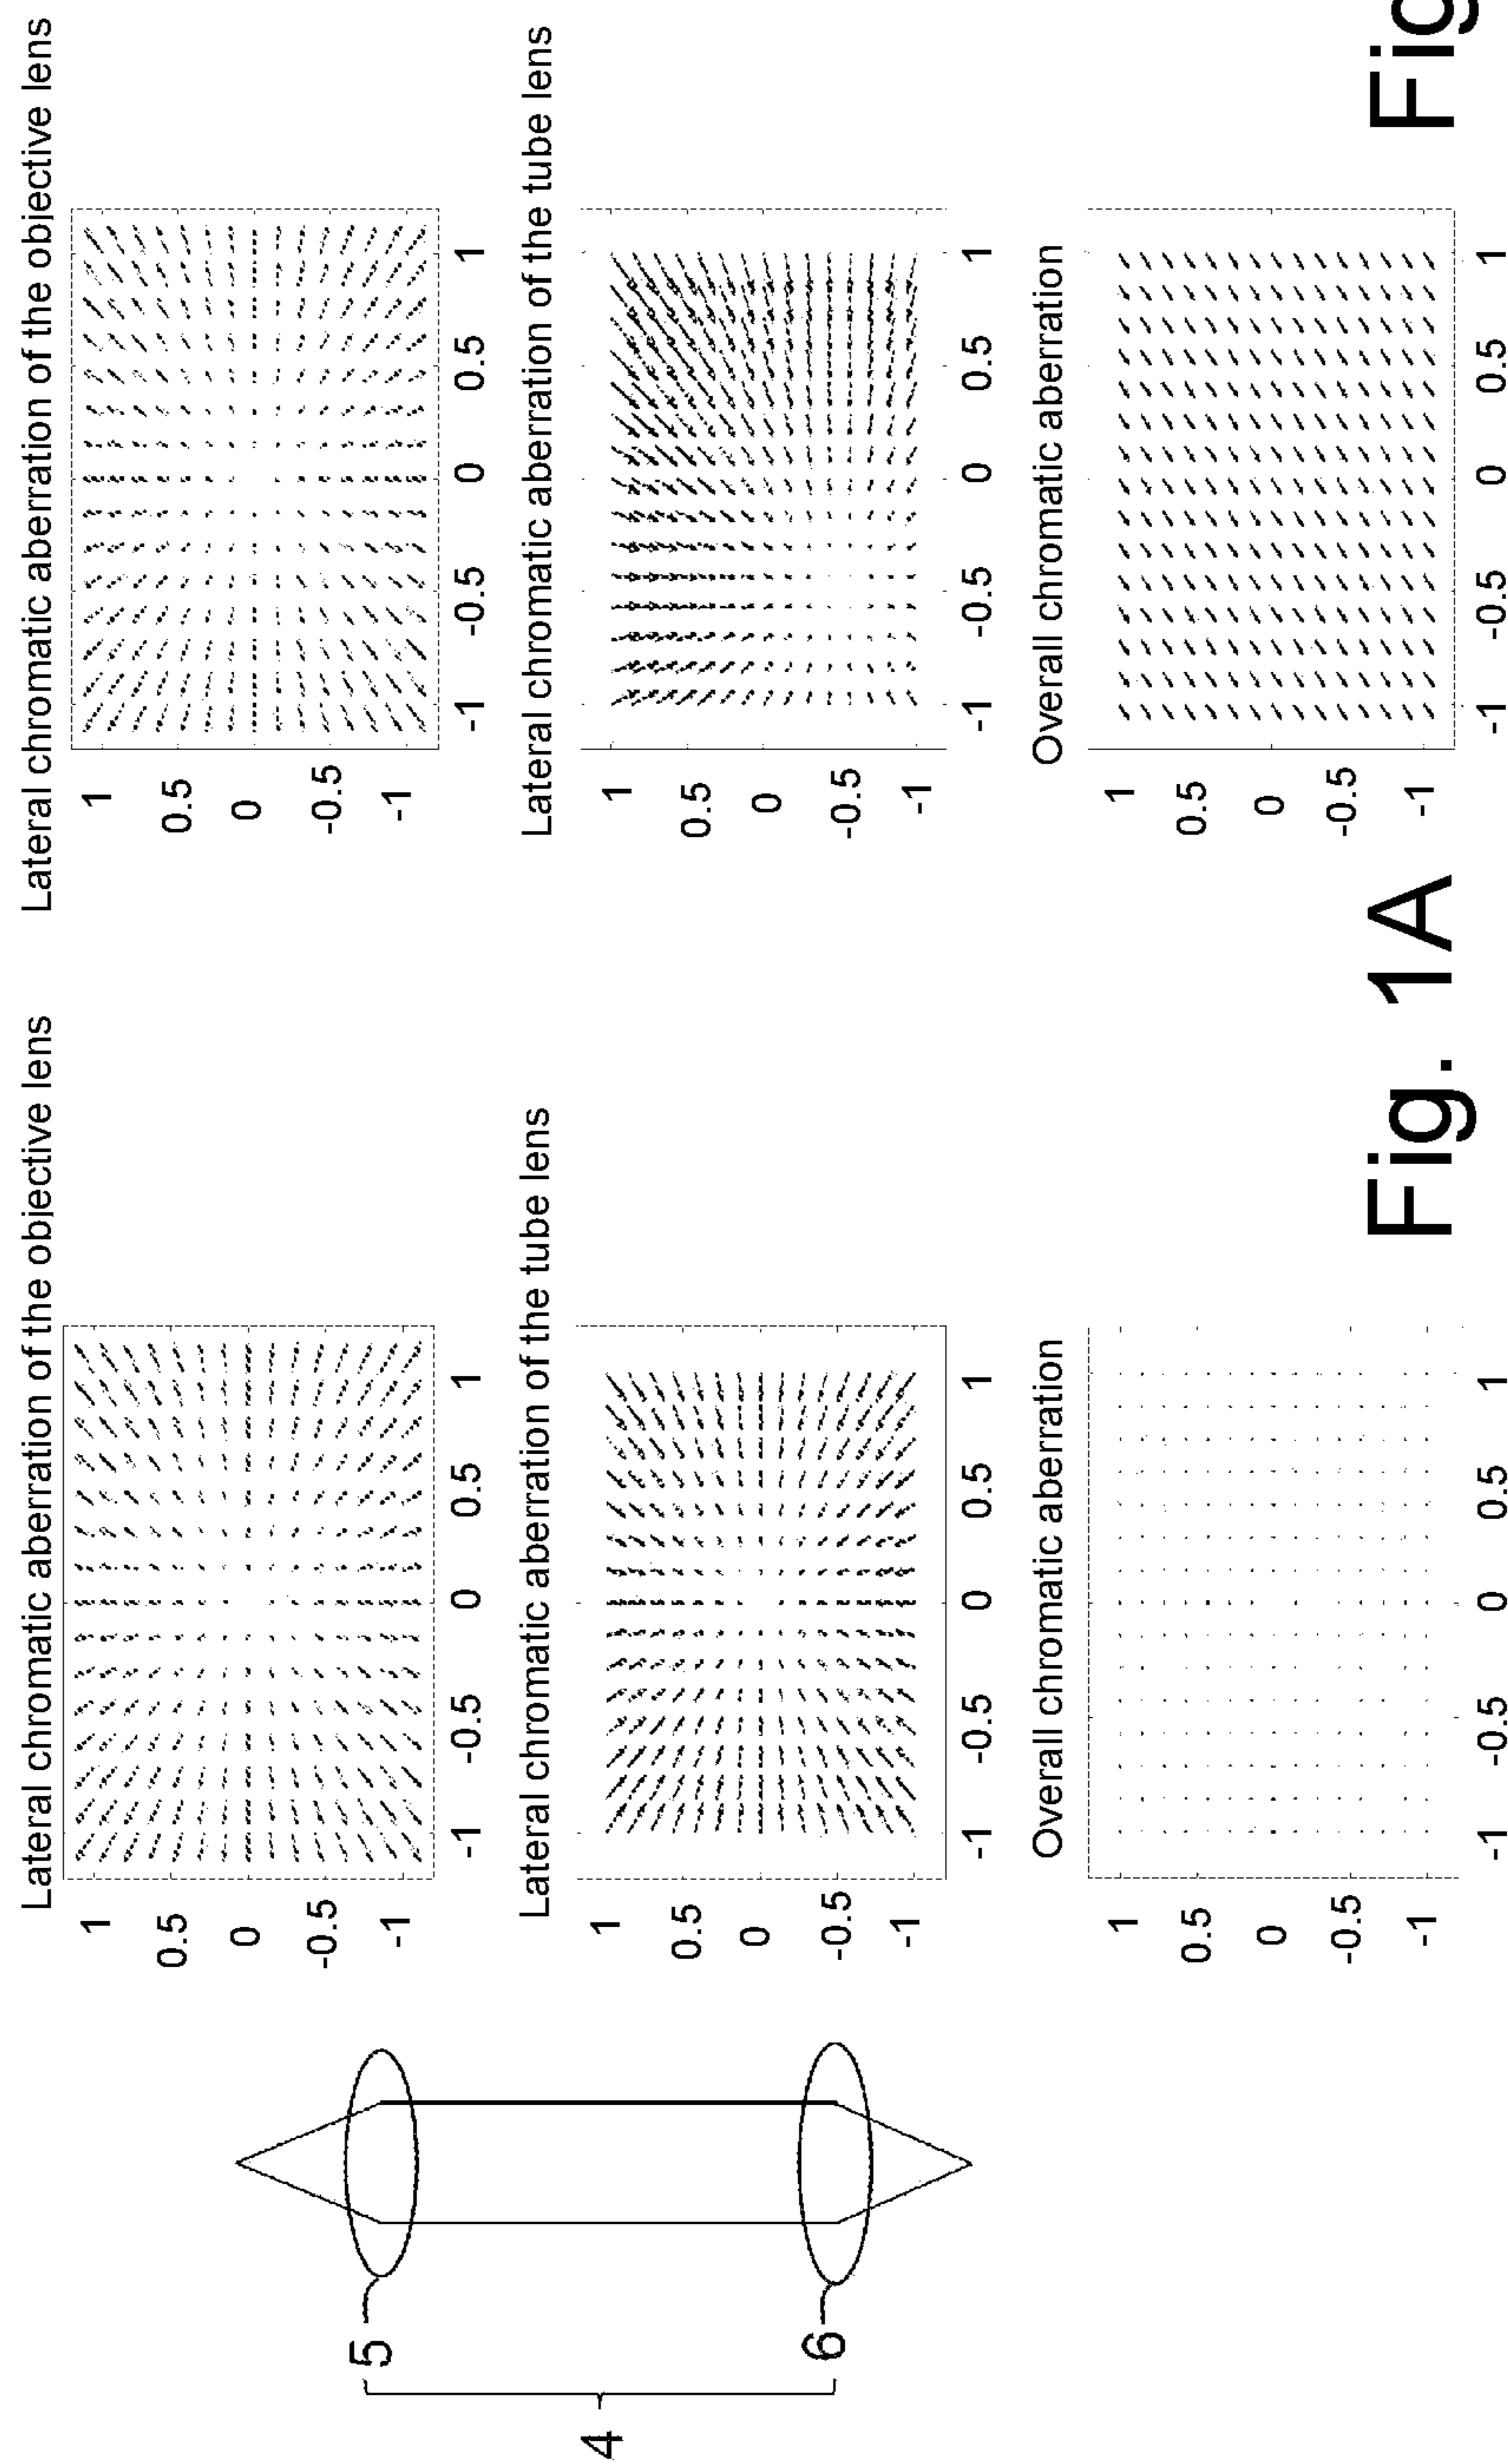 5
4
6
Lateral chromatic aberration of the objective lens
1
0.5
0
-0.5
-1
-1 -0.5 0 0.5 1
Lateral chromatic aberration of the tube lens
1
0.5
0
-0.5
-1
-1 -0.5 0 0.5 1
Overall chromatic aberration
1
0.5
0
-0.5
-1
-1 -0.5 0 0.5 1
Fig. 1A
Lateral chromatic aberration of the objective lens
1
0.5
0
-0.5
-1
-1 -0.5 0 0.5 1
Lateral chromatic aberration of the tube lens
1
0.5
0
-0.5
-1
-1 -0.5 0 0.5 1
Overall chromatic aberration
1
0.5
0
-0.5
-1
-1 -0.5 0 0.5 1
Fig